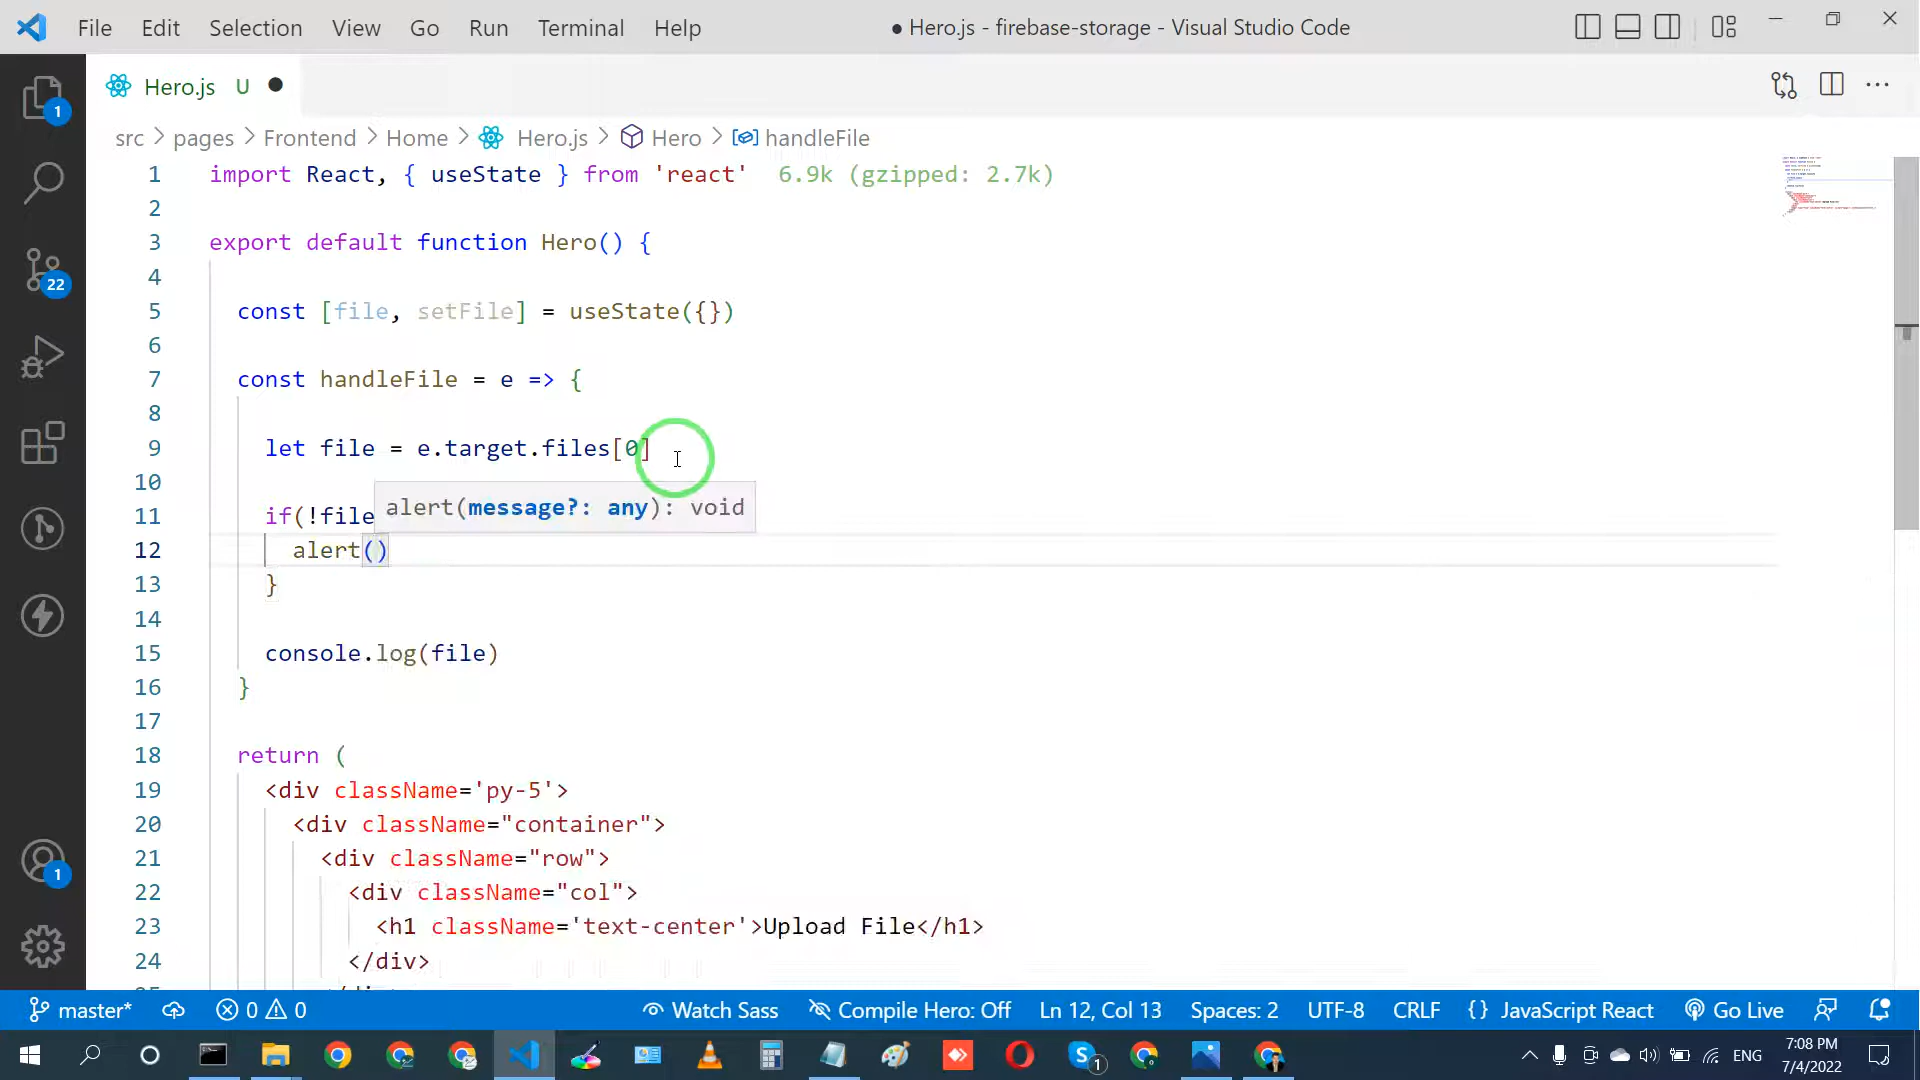 File Edit Selection View Go Run Terminal Help
● Hero.js - firebase-storage - Visual Studio Code
Hero.js U ●
src > pages > Frontend > Home > Hero.js > Hero > handleFile
1 import React, { useState } from 'react' 6.9k (gzipped: 2.7k)
2
3 export default function Hero() {
4
5 const [file, setFile] = useState({})
6
7 const handleFile = e => {
8
9 let file = e.target.files[0]
10
alert(message?: any): void
11 if(!file
12 alert()
13 }
14
15 console.log(file)
16 }
17
18 return (
19 <div className='py-5'>
20 <div className="container">
21 <div className="row">
22 <div className="col">
23 <h1 className='text-center'>Upload File</h1>
24 </div>
1
22
1
master* 0 0 Watch Sass Compile Hero: Off Ln 12, Col 13 Spaces: 2 UTF-8 CRLF {} JavaScript React Go Live
1 ENG
7:08 PM
7/4/2022